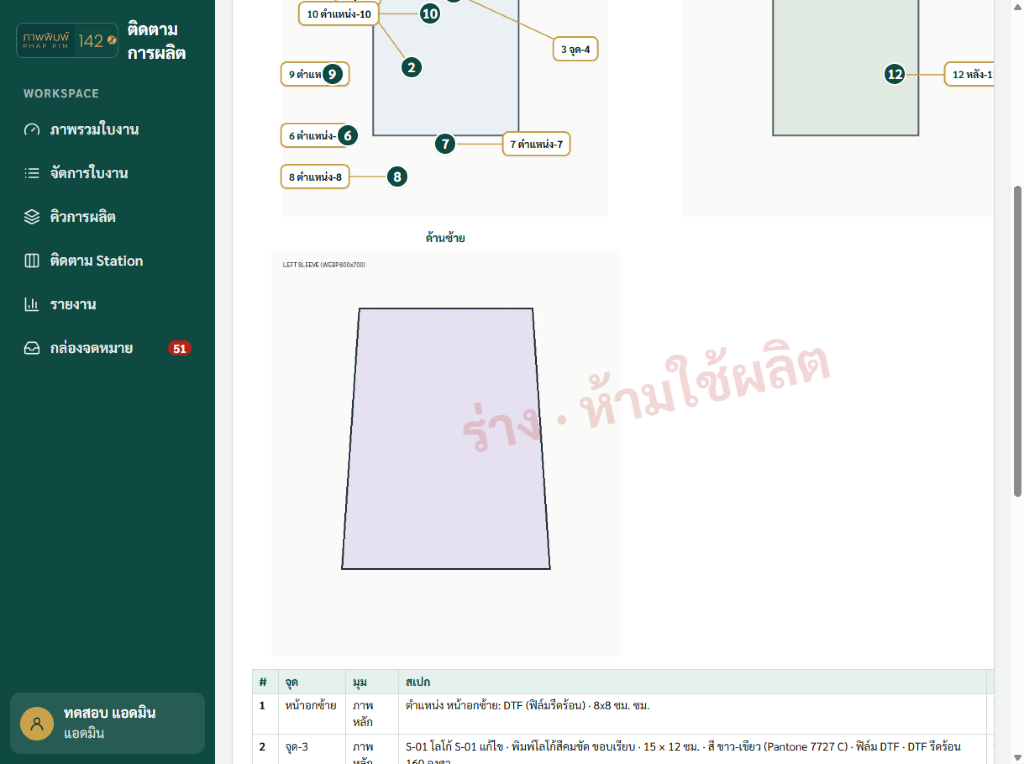 ภาพพิมพ์
PHAP PIM
142
ติดตาม
การผลิต
WORKSPACE
ภาพรวมใบงาน
จัดการใบงาน
คิวการผลิต
ติดตาม Station
รายงาน
กล่องจดหมาย 51
ทดสอบ แอดมิน
แอดมิน
10 ตำแหน่ง-10
10
3 จุด-4
2
9 ตำแห
9
12
12 หลัง-1
6 ตำแหน่ง-
6
7
7 ตำแหน่ง-7
8 ตำแหน่ง-8
8
ด้านซ้าย
LEFT SLEEVE (WEBP 600x700)
ร่าง · ห้ามใช้ผลิต
# จุด มุม สเปก
1 หน้าอกซ้าย ภาพ ตำแหน่ง หน้าอกซ้าย: DTF (ฟิล์มรีดร้อน) · 8x8 ซม. ซม.
หลัก
2 จุด-3 ภาพ S-01 โลโก้ S-01 แก้ไข · พิมพ์โลโก้สีคมชัด ขอบเรียบ · 15 × 12 ซม. · สี ขาว-เขียว (Pantone 7727 C) · ฟิล์ม DTF · DTF รีดร้อน
หลัก 160 องศา